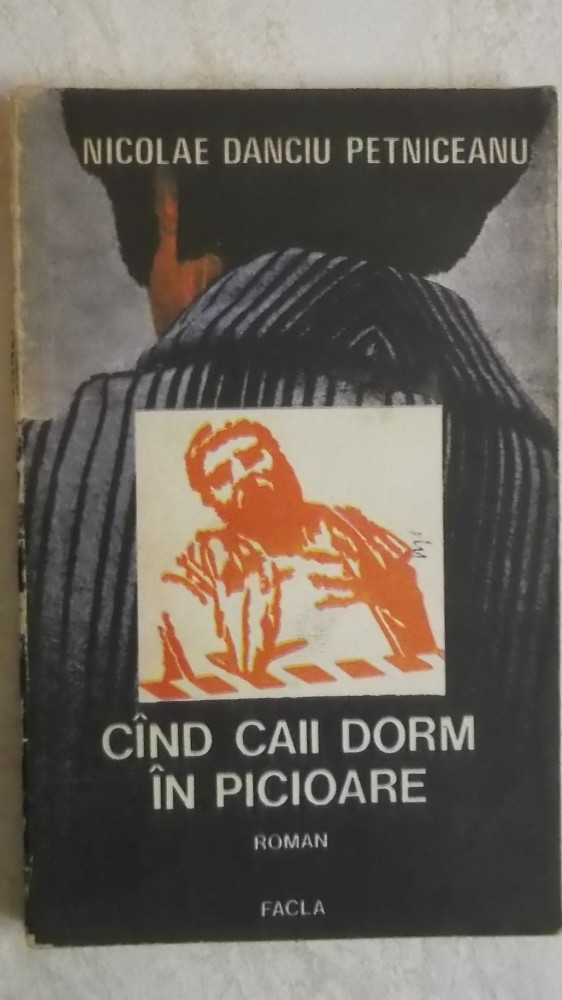 NICOLAE DANCIU PETNICEANU
CÎND CAII DORM
ÎN PICIOARE
ROMAN
FACLA